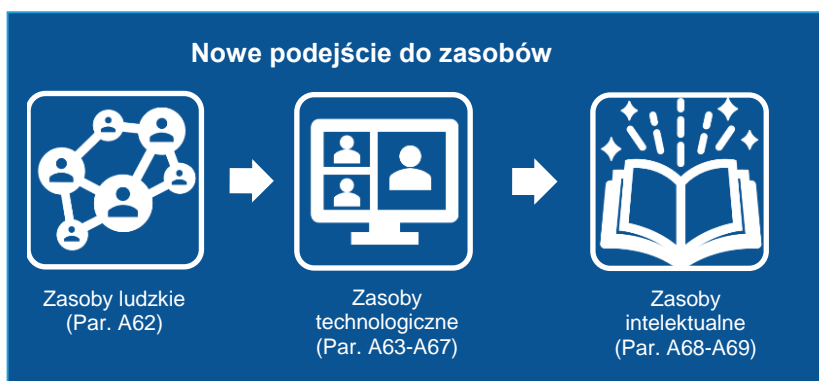 Nowe podejście do zasobów
Zasoby ludzkie
(Par. A62)
Zasoby
technologiczne
(Par. A63-A67)
Zasoby
intelektualne
(Par. A68-A69)